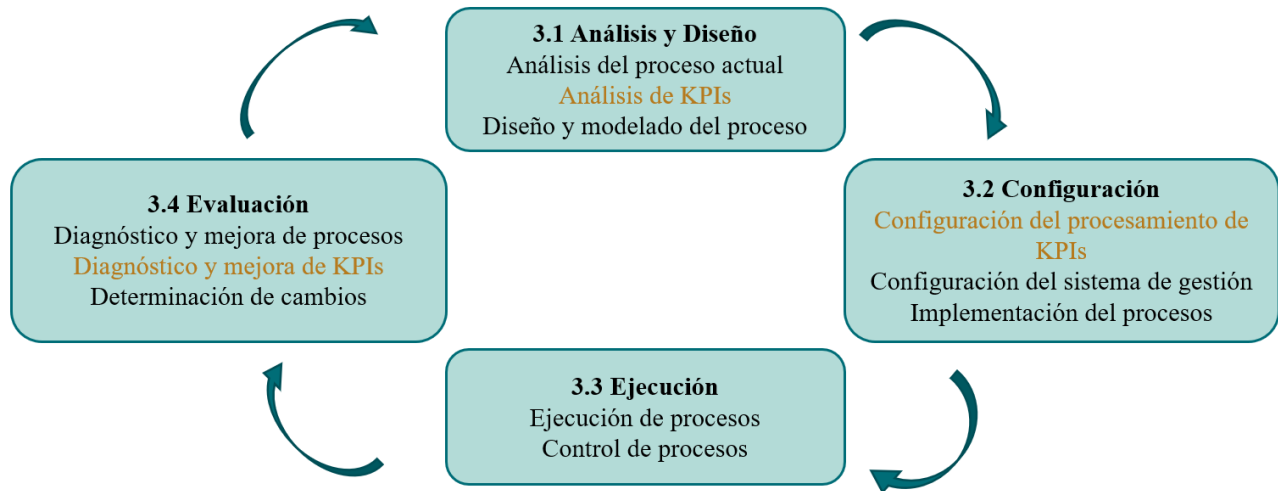 3.1 Análisis y Diseño
Análisis del proceso actual
Análisis de KPIs
Diseño y modelado del proceso
3.2 Configuración
Configuración del procesamiento de
KPIs
Configuración del sistema de gestión
Implementación del procesos
3.3 Ejecución
Ejecución de procesos
Control de procesos
3.4 Evaluación
Diagnóstico y mejora de procesos
Diagnóstico y mejora de KPIs
Determinación de cambios